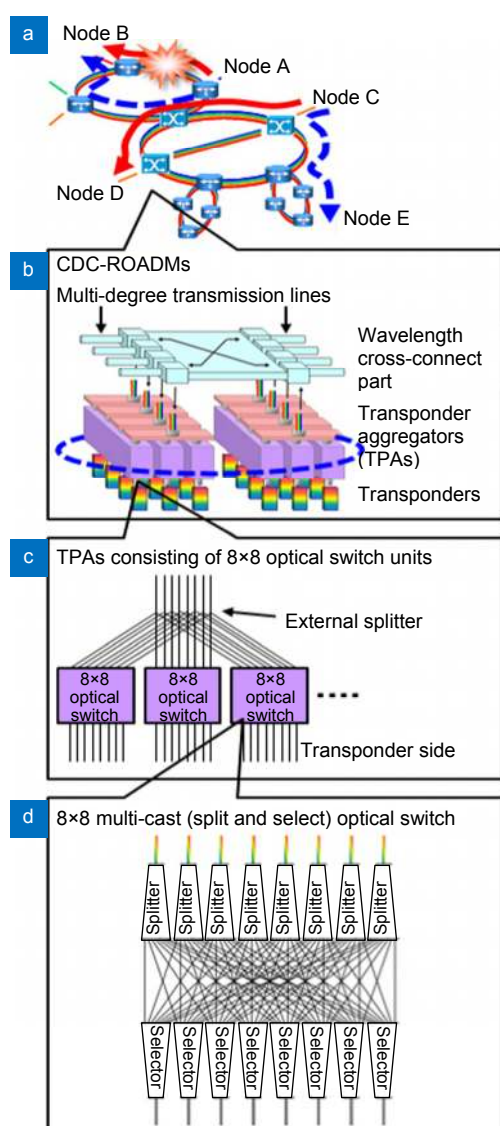 a
Node B
Node A
Node C
Node D
Node E
b
CDC-ROADMs
Multi-degree transmission lines
Wavelength
cross-connect
part
Transponder
aggregators
(TPAs)
Transponders
c
TPAs consisting of 8×8 optical switch units
External splitter
8×8
optical
switch
8×8
optical
switch
8×8
optical
switch
Transponder side
d
8×8 multi-cast (split and select) optical switch
Splitter
Splitter
Splitter
Splitter
Splitter
Splitter
Splitter
Splitter
Selector
Selector
Selector
Selector
Selector
Selector
Selector
Selector